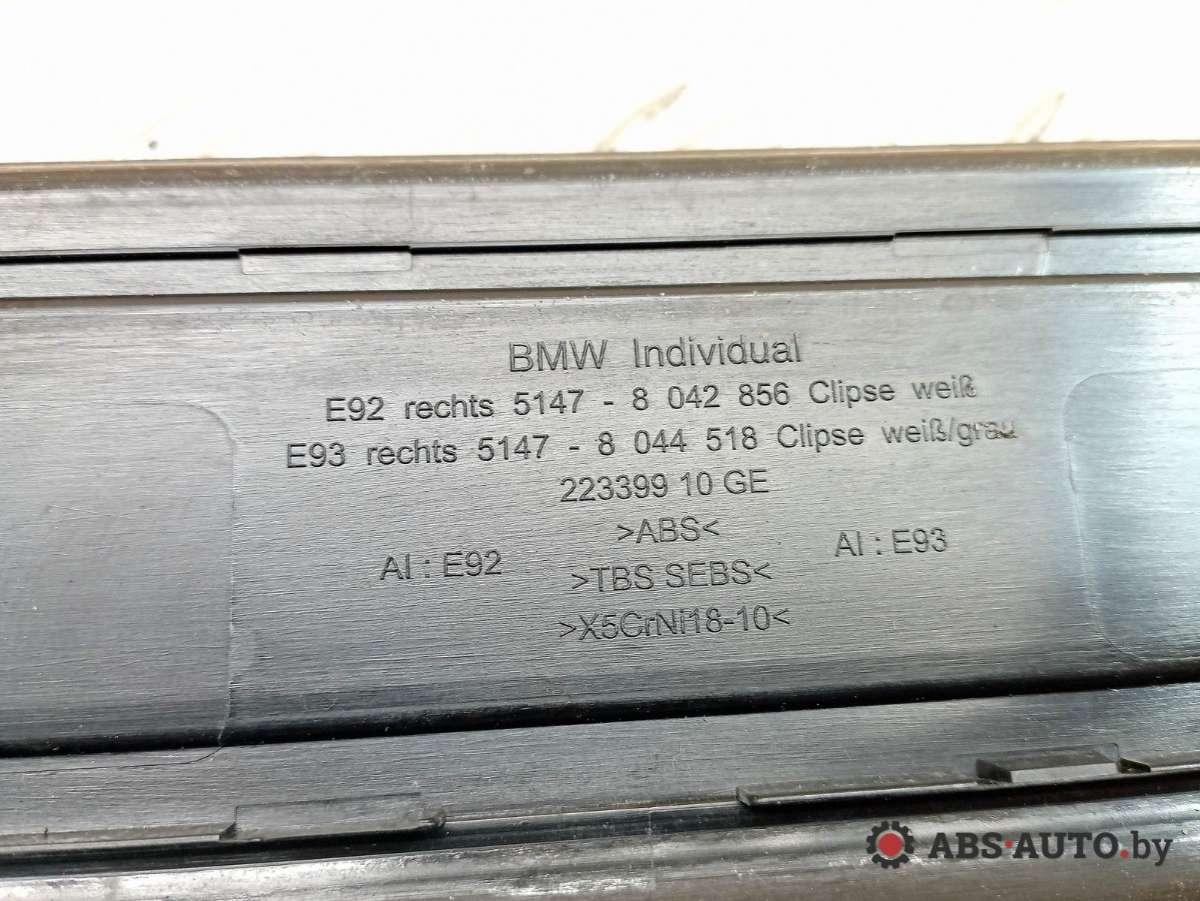 BMW Individual
E92 rechts 5147 - 8 042 856 Clipse weiß
E93 rechts 5147 - 8 044 518 Clipse weiß/grau
223399 10 GE
>ABS<
AI : E92
AI : E93
>TBS SEBS<
>X5CrNi18-10<
ABS-AUTO.by